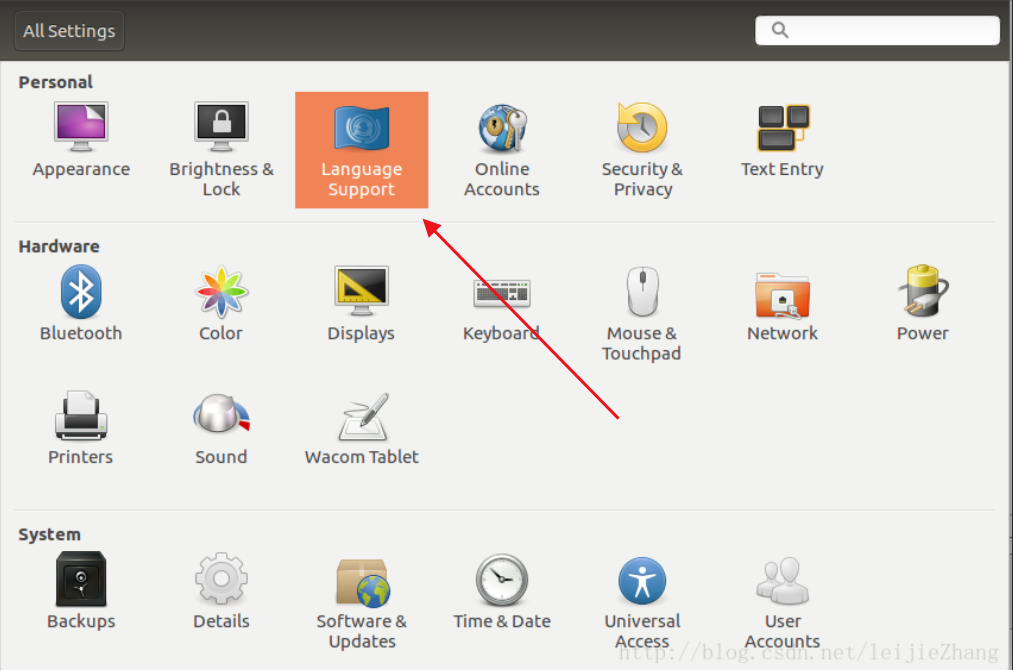 All Settings
Personal
Appearance
Brightness &
Lock
Language
Support
Online
Accounts
Security &
Privacy
Text Entry
Hardware
Bluetooth
Color
Displays
Keyboard
Mouse &
Touchpad
Network
Power
Printers
Sound
Wacom Tablet
System
Backups
Details
Software &
Updates
Time & Date
Universal
Access
User
Accounts
http://blog.csdn.net/leijieZhang